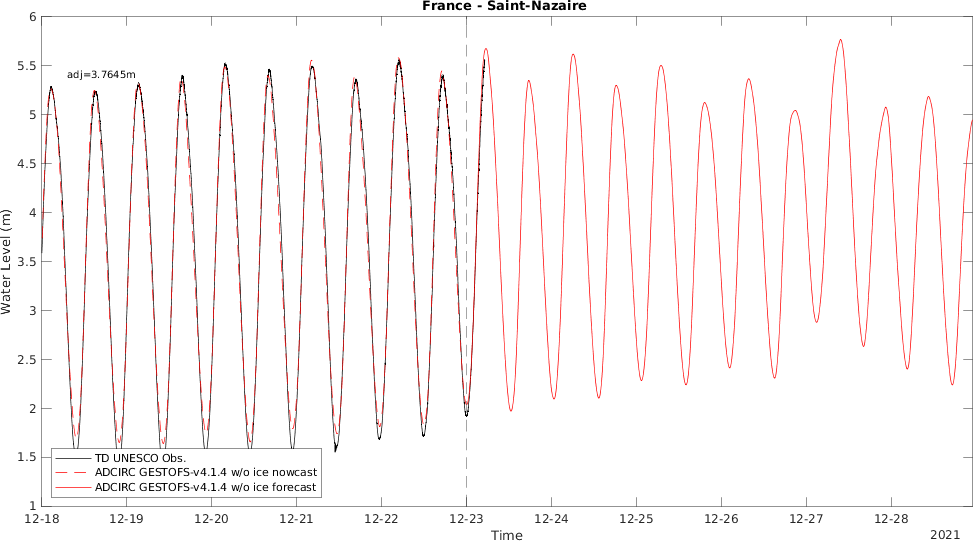 France - Saint-Nazaire
6
5.5
5
4.5
4
3.5
3
2.5
2
1.5
1
Water Level (m)
adj=3.7645m
TD UNESCO Obs.
ADCIRC GESTOFS-v4.1.4 w/o ice nowcast
ADCIRC GESTOFS-v4.1.4 w/o ice forecast
12-18 12-19 12-20 12-21 12-22 12-23 12-24 12-25 12-26 12-27 12-28
Time
2021